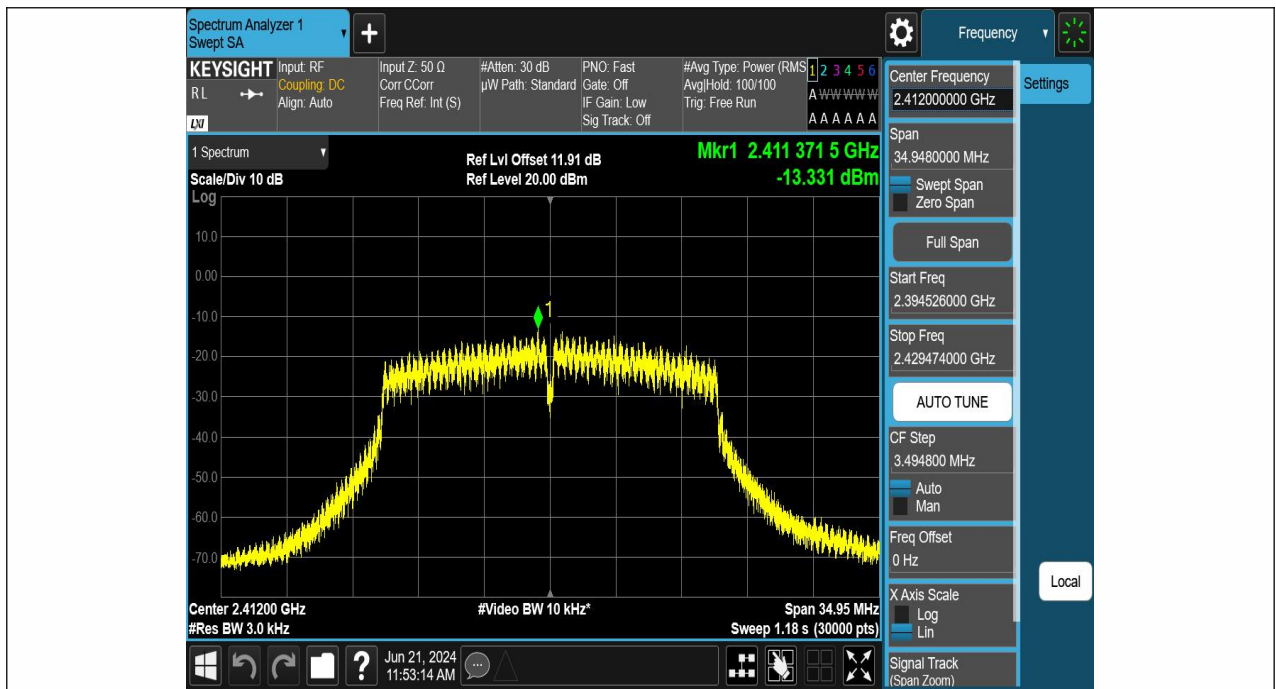 Spectrum Analyzer 1
Swept SA
+
Frequency
KEYSIGHT
RL
LXI
Input: RF
Coupling: DC
Align: Auto
Input Z: 50 Ω
Corr CCorr
Freq Ref: Int (S)
#Atten: 30 dB
µW Path: Standard
PNO: Fast
Gate: Off
IF Gain: Low
Sig Track: Off
#Avg Type: Power (RMS
Avg|Hold: 100/100
Trig: Free Run
1 2 3 4 5 6
A W W W W W
A A A A A A
1 Spectrum
Scale/Div 10 dB
Log
Ref Lvl Offset 11.91 dB
Ref Level 20.00 dBm
Mkr1 2.411 371 5 GHz
-13.331 dBm
10.0
0.00
-10.0
-20.0
-30.0
-40.0
-50.0
-60.0
-70.0
1
Center 2.41200 GHz
#Res BW 3.0 kHz
#Video BW 10 kHz*
Span 34.95 MHz
Sweep 1.18 s (30000 pts)
Center Frequency
2.412000000 GHz
Span
34.9480000 MHz
Swept Span
Zero Span
Full Span
Start Freq
2.394526000 GHz
Stop Freq
2.429474000 GHz
AUTO TUNE
CF Step
3.494800 MHz
Auto
Man
Freq Offset
0 Hz
X Axis Scale
Log
Lin
Signal Track
(Span Zoom)
Settings
Local
?
Jun 21, 2024
11:53:14 AM